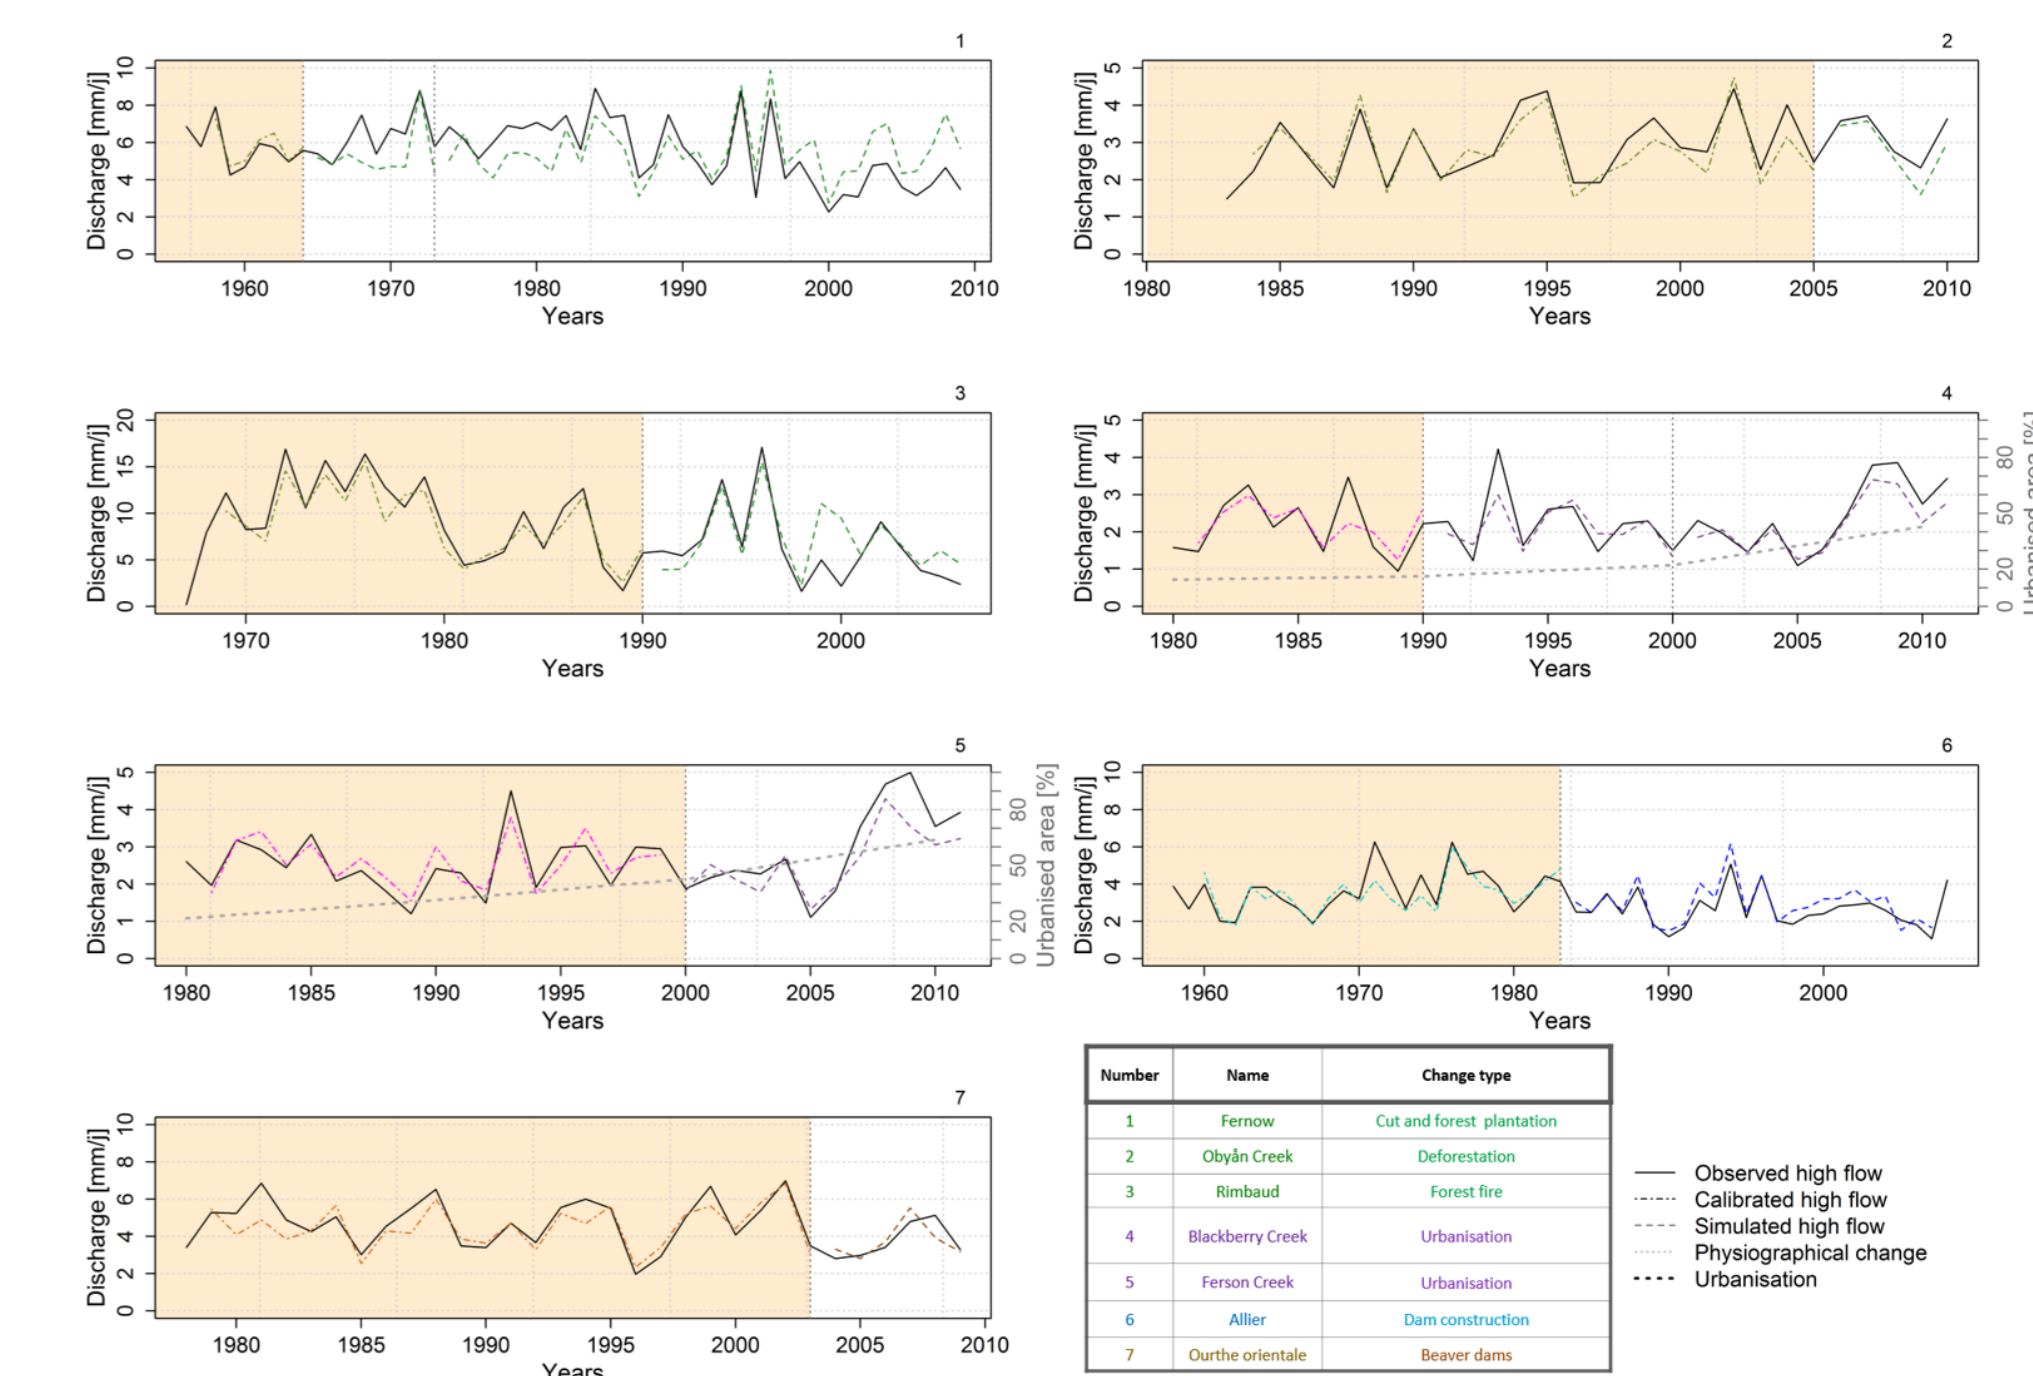 1
Discharge [mm/j]
0 2 4 6 8 10
1960 1970 1980 1990 2000 2010
Years
2
Discharge [mm/j]
0 1 2 3 4 5
1980 1985 1990 1995 2000 2005 2010
Years
3
Discharge [mm/j]
0 5 10 15 20
1970 1980 1990 2000
Years
4
Discharge [mm/j]
0 1 2 3 4 5
1980 1985 1990 1995 2000 2005 2010
Years
0 20 50 80
Urbanised area [%]
5
Discharge [mm/j]
0 1 2 3 4 5
1980 1985 1990 1995 2000 2005 2010
Years
0 20 50 80
Urbanised area [%]
6
Discharge [mm/j]
0 2 4 6 8 10
1960 1970 1980 1990 2000
Years
7
Discharge [mm/j]
0 2 4 6 8 10
1980 1985 1990 1995 2000 2005 2010
Years
Number Name Change type
1 Fernow Cut and forest plantation
2 Obyån Creek Deforestation
3 Rimbaud Forest fire
4 Blackberry Creek Urbanisation
5 Ferson Creek Urbanisation
6 Allier Dam construction
7 Ourthe orientale Beaver dams
Observed high flow
Calibrated high flow
Simulated high flow
Physiographical change
Urbanisation